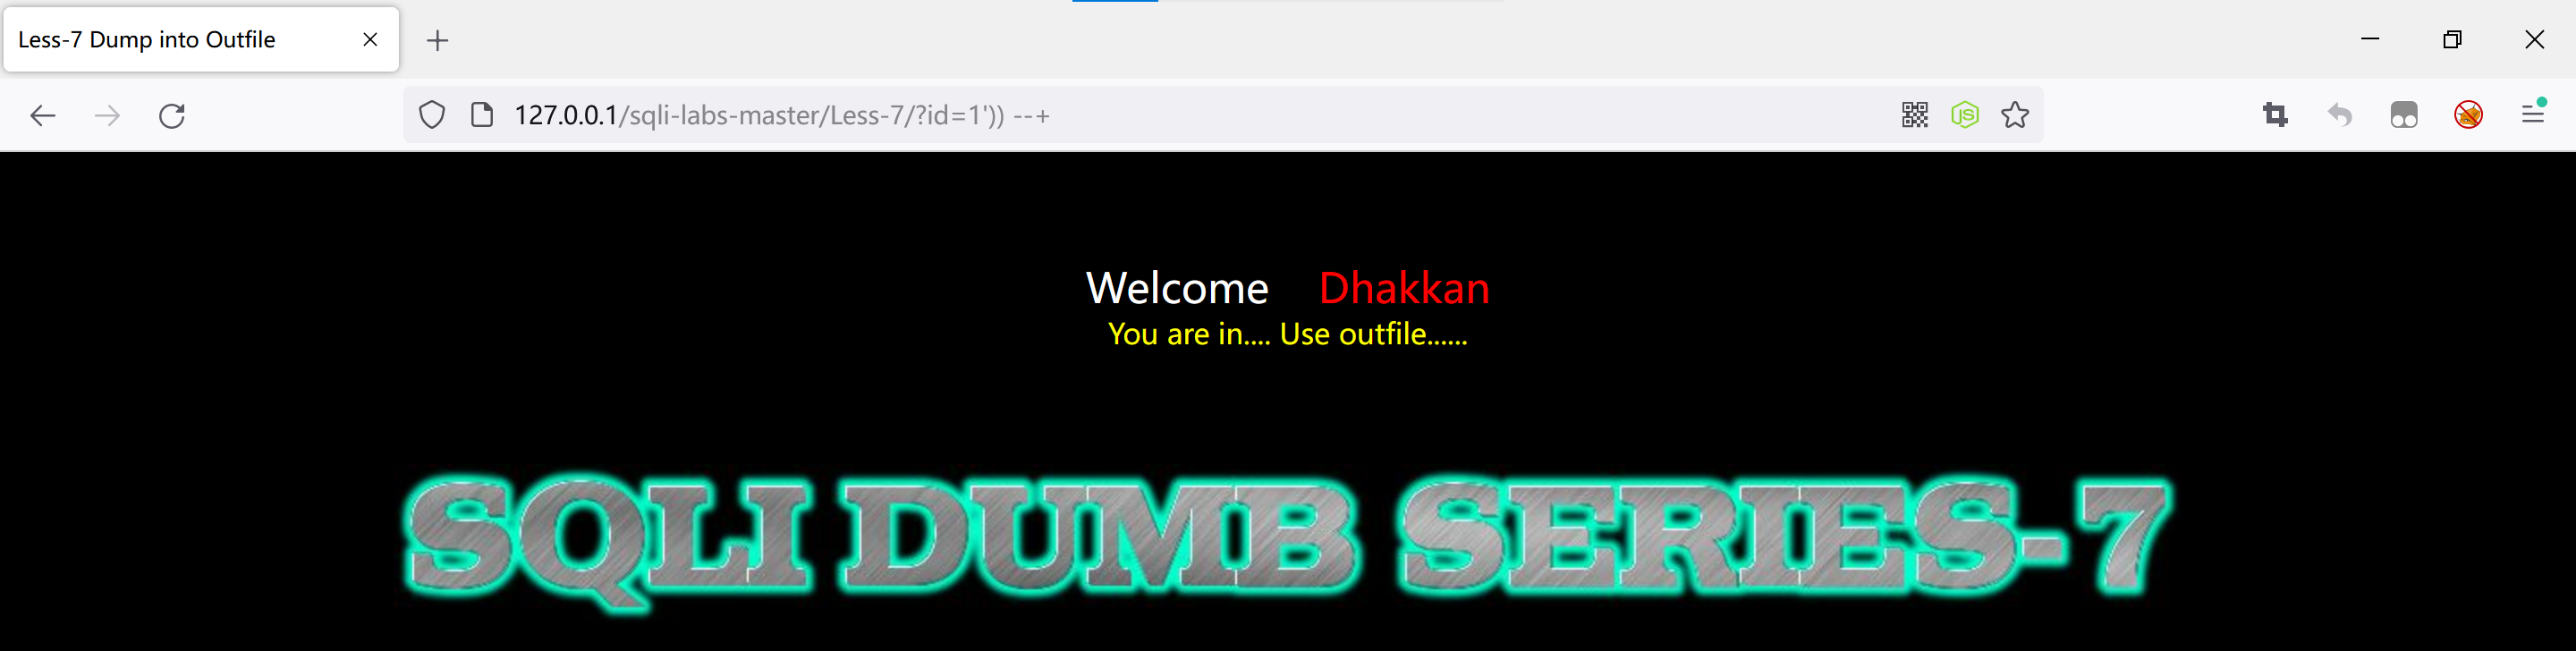 Less-7 Dump into Outfile
127.0.0.1/sqli-labs-master/Less-7/?id=1')) --+
JS
Welcome Dhakkan
You are in.... Use outfile......
SQLI DUMB SERIES-7